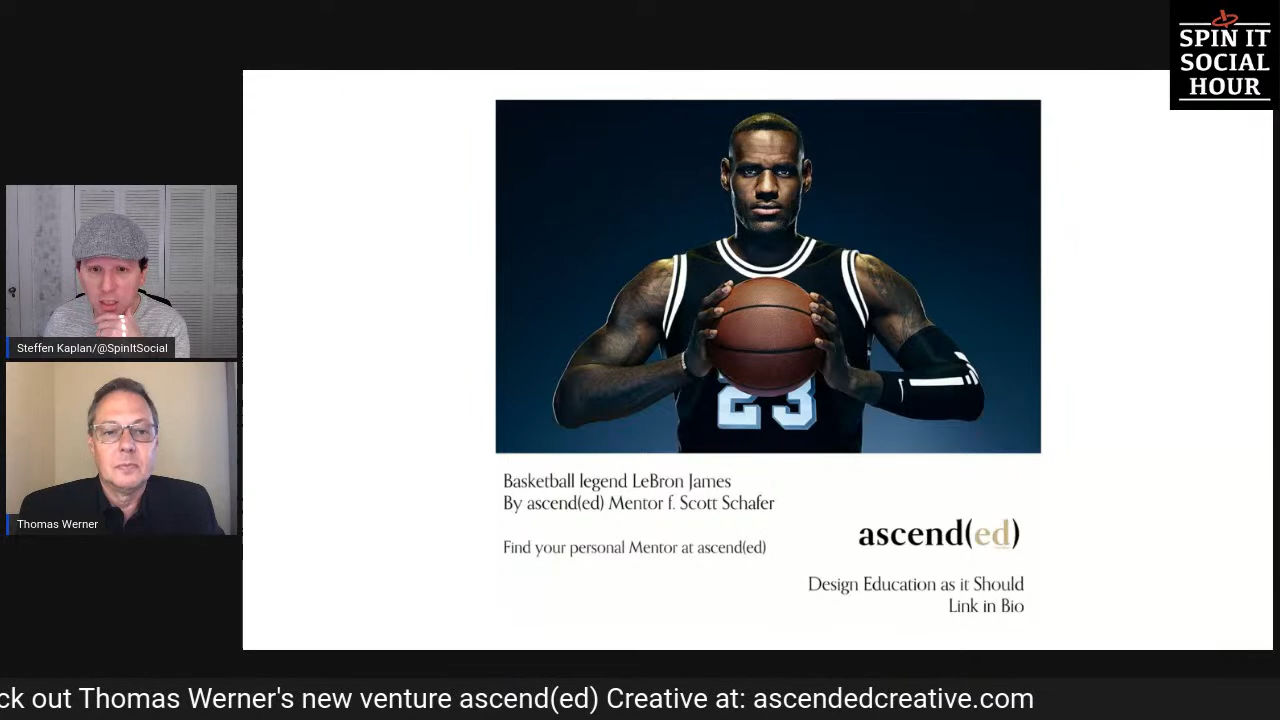 SPIN IT
SOCIAL
HOUR
23
Steffen Kaplan/@SpinItSocial
Thomas Werner
Basketball legend LeBron James
By ascend(ed) Mentor f. Scott Schafer
Find your personal Mentor at ascend(ed)
ascend(ed)
Design Education as it Should
Link in Bio
ck out Thomas Werner's new venture ascend(ed) Creative at: ascendedcreative.com